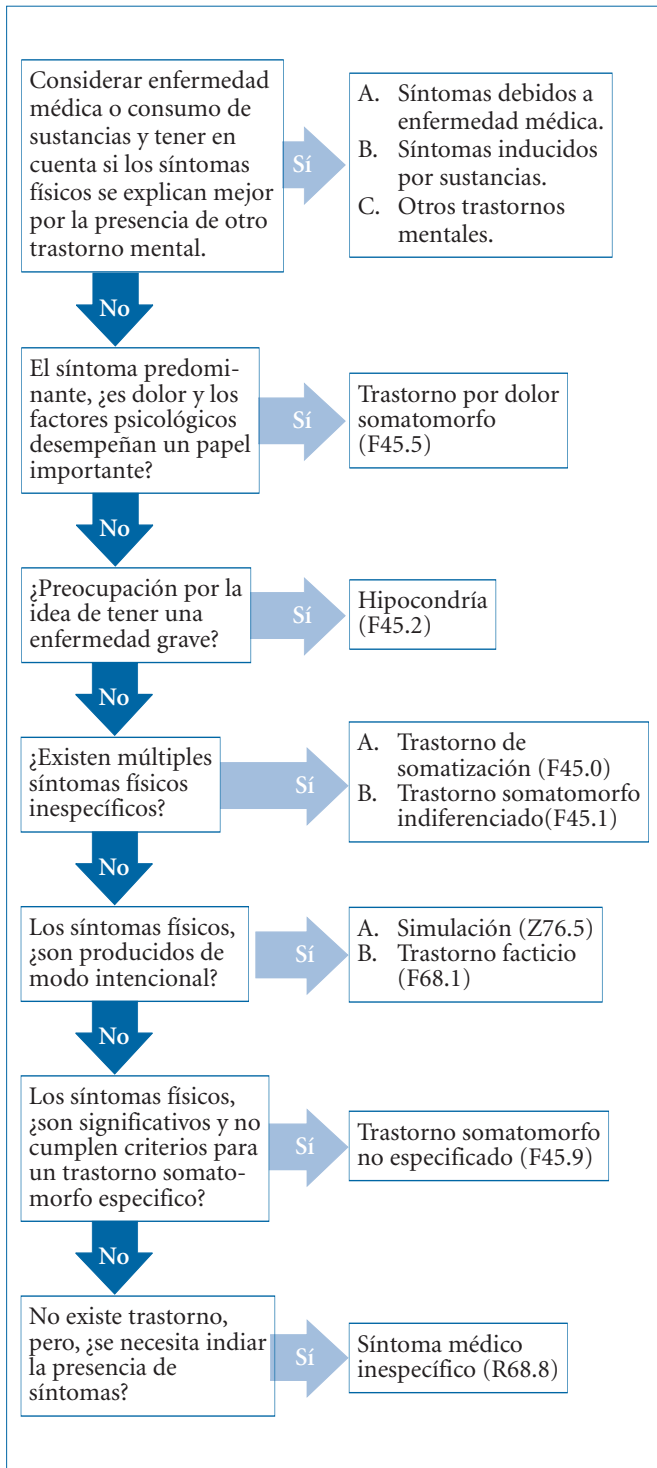 Considerar enfermedad
médica o consumo de
sustancias y tener en
cuenta si los síntomas
físicos se explican mejor
por la presencia de otro
trastorno mental.
Sí
A. Síntomas debidos a
enfermedad médica.
B. Síntomas inducidos
por sustancias.
C. Otros trastornos
mentales.
No
El síntoma predomi-
nante, ¿es dolor y los
factores psicológicos
desempeñan un papel
importante?
Sí
Trastorno por dolor
somatomorfo
(F45.5)
No
¿Preocupación por la
idea de tener una
enfermedad grave?
Sí
Hipocondría
(F45.2)
No
¿Existen múltiples
síntomas físicos
inespecíficos?
Sí
A. Trastorno de
somatización (F45.0)
B. Trastorno somatomorfo
indiferenciado(F45.1)
No
Los síntomas físicos,
¿son producidos de
modo intencional?
Sí
A. Simulación (Z76.5)
B. Trastorno facticio
(F68.1)
No
Los síntomas físicos,
¿son significativos y no
cumplen criterios para
un trastorno somato-
morfo especifico?
Sí
Trastorno somatomorfo
no especificado (F45.9)
No
No existe trastorno,
pero, ¿se necesita indiar
la presencia de
síntomas?
Sí
Síntoma médico
inespecífico (R68.8)